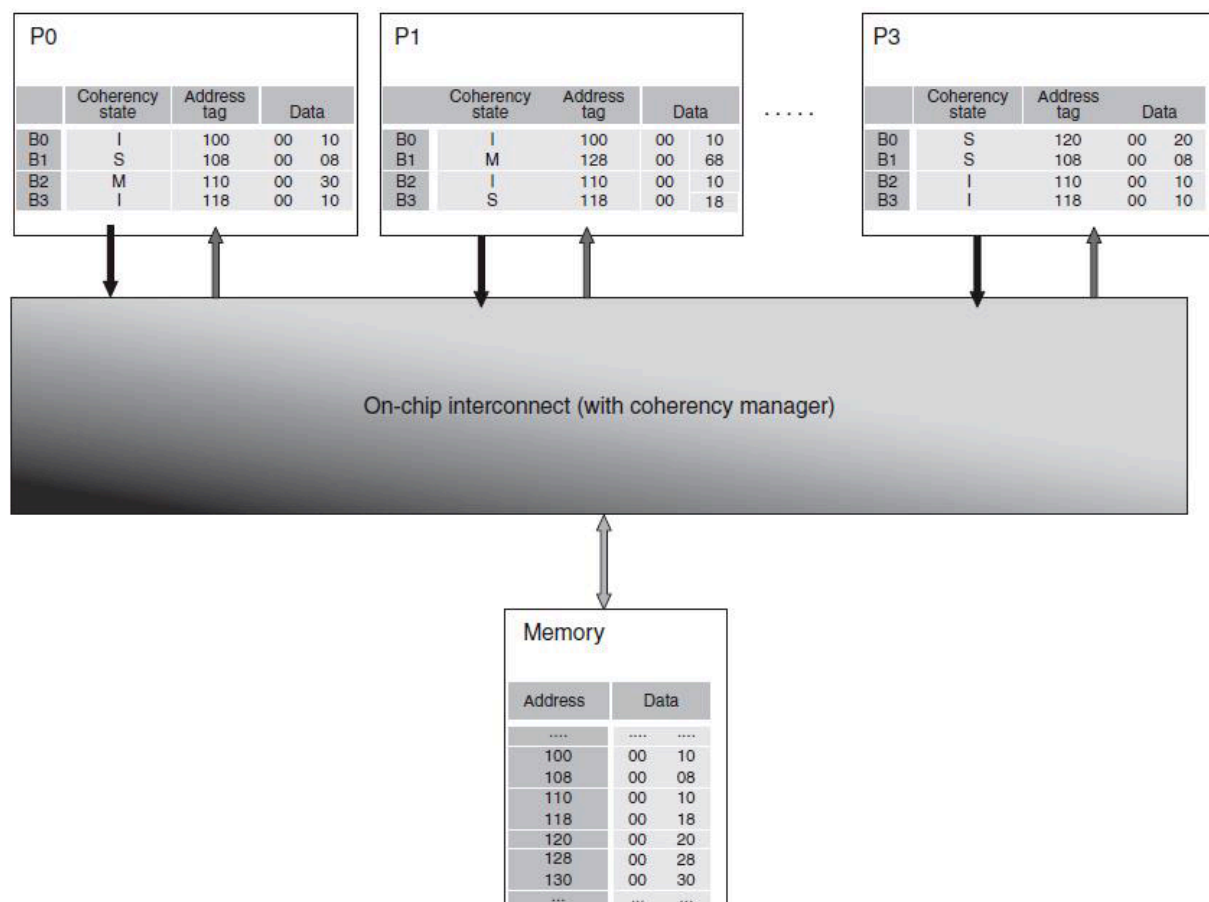 P0
Coherency state Address tag Data
B0 I 100 00 10
B1 S 108 00 08
B2 M 110 00 30
B3 I 118 00 10
P1
Coherency state Address tag Data
B0 I 100 00 10
B1 M 128 00 68
B2 I 110 00 10
B3 S 118 00 18
.....
P3
Coherency state Address tag Data
B0 S 120 00 20
B1 S 108 00 08
B2 I 110 00 10
B3 I 118 00 10
On-chip interconnect (with coherency manager)
Memory
Address Data
.... .... ....
100 00 10
108 00 08
110 00 10
118 00 18
120 00 20
128 00 28
130 00 30
... ... ...